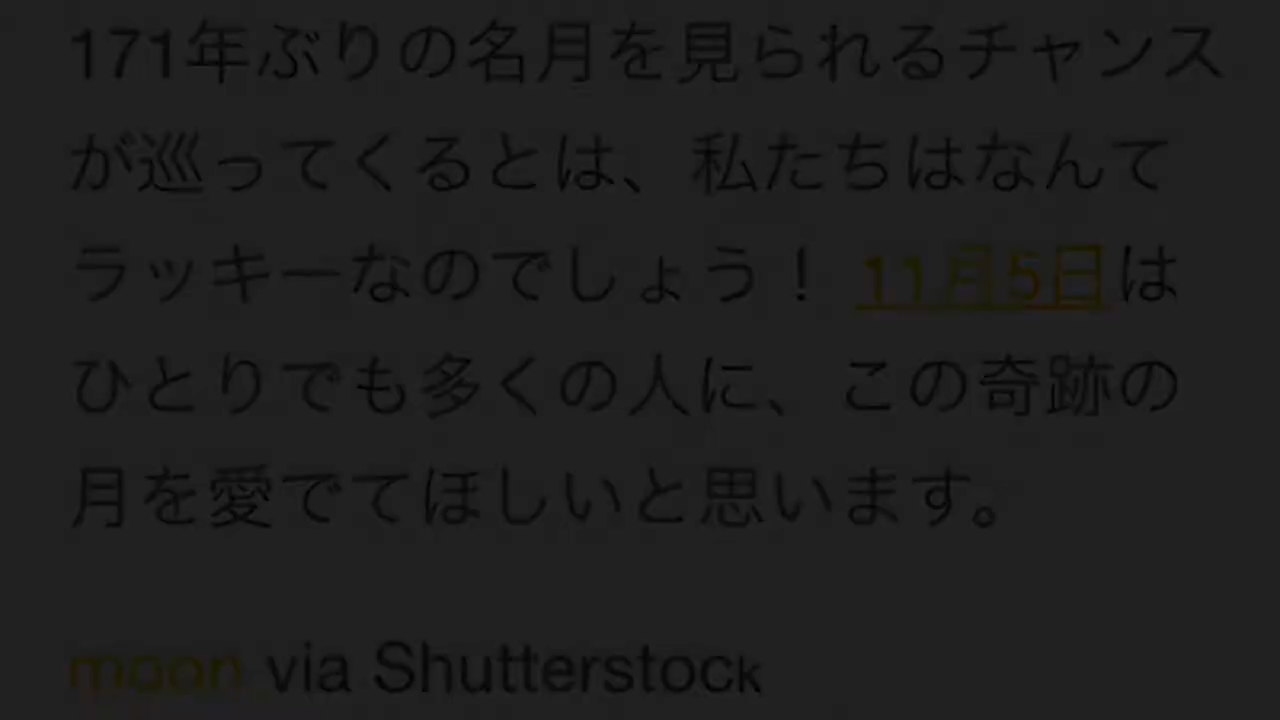 171年ぶりの名月を見られるチャンス
が巡ってくるとは、私たちはなんて
ラッキーなのでしょう！ 11月5日は
ひとりでも多くの人に、この奇跡の
月を愛でてほしいと思います。
moon via Shutterstock